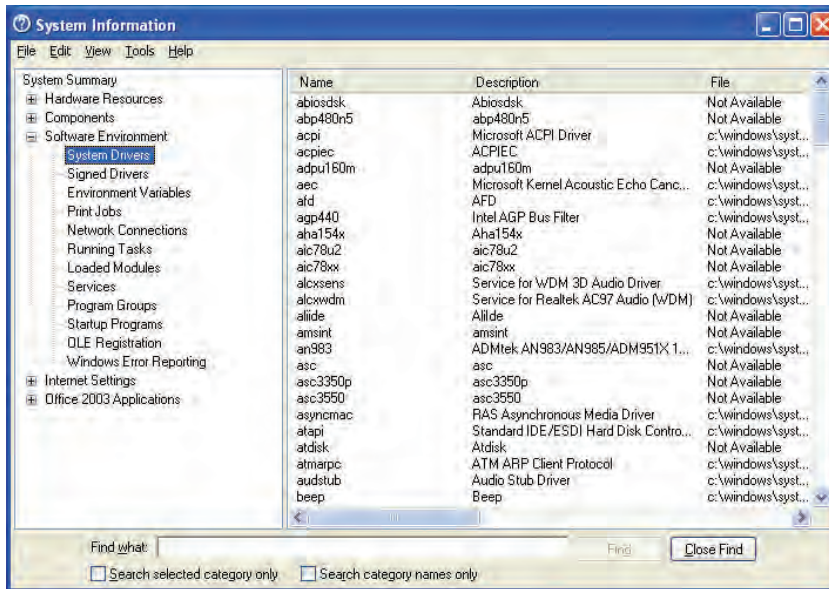 System Information
File Edit View Tools Help
System Summary
Hardware Resources
Components
Software Environment
System Drivers
Signed Drivers
Environment Variables
Print Jobs
Network Connections
Running Tasks
Loaded Modules
Services
Program Groups
Startup Programs
OLE Registration
Windows Error Reporting
Internet Settings
Office 2003 Applications
Name Description File
abiosdsk Abiosdsk Not Available
abp480n5 abp480n5 Not Available
acpi Microsoft ACPI Driver c:\windows\syst...
acpiec ACPIEC c:\windows\syst...
adpu160m adpu160m Not Available
aec Microsoft Kernel Acoustic Echo Canc... c:\windows\syst...
afd AFD c:\windows\syst...
agp440 Intel AGP Bus Filter c:\windows\syst...
aha154x Aha154x Not Available
aic78u2 aic78u2 Not Available
aic78xx aic78xx Not Available
alcxsens Service for WDM 3D Audio Driver c:\windows\syst...
alcxwdm Service for Realtek AC97 Audio (WDM) c:\windows\syst...
aliide AliIde Not Available
amsint amsint Not Available
an983 ADMtek AN983/AN985/ADM951X 1... c:\windows\syst...
asc asc Not Available
asc3350p asc3350p Not Available
asc3550 asc3550 Not Available
asyncmac RAS Asynchronous Media Driver c:\windows\syst...
atapi Standard IDE/ESDI Hard Disk Contro... c:\windows\syst...
atdisk Atdisk Not Available
atmarpc ATM ARP Client Protocol c:\windows\syst...
audstub Audio Stub Driver c:\windows\syst...
beep Beep c:\windows\syst...
Find what: Find Close Find
Search selected category only Search category names only